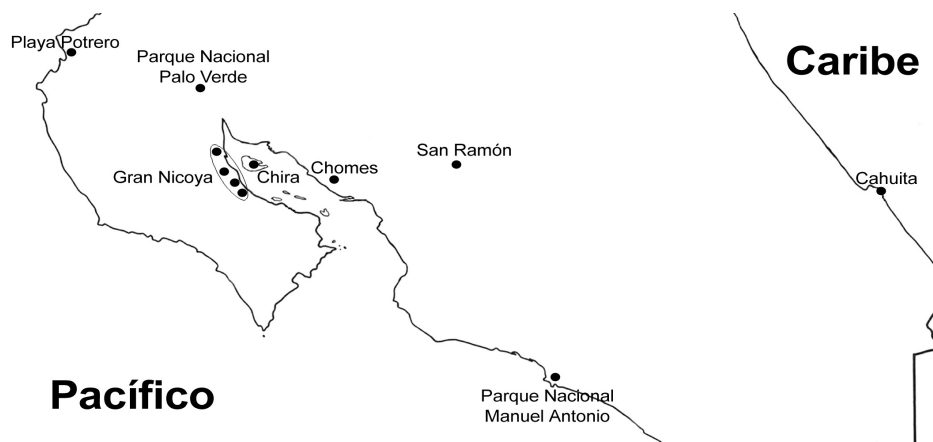 Playa Potrero
Parque Nacional
Palo Verde
Caribe
San Ramón
Gran Nicoya
Chira
Chomes
Cahuita
Pacífico
Parque Nacional
Manuel Antonio